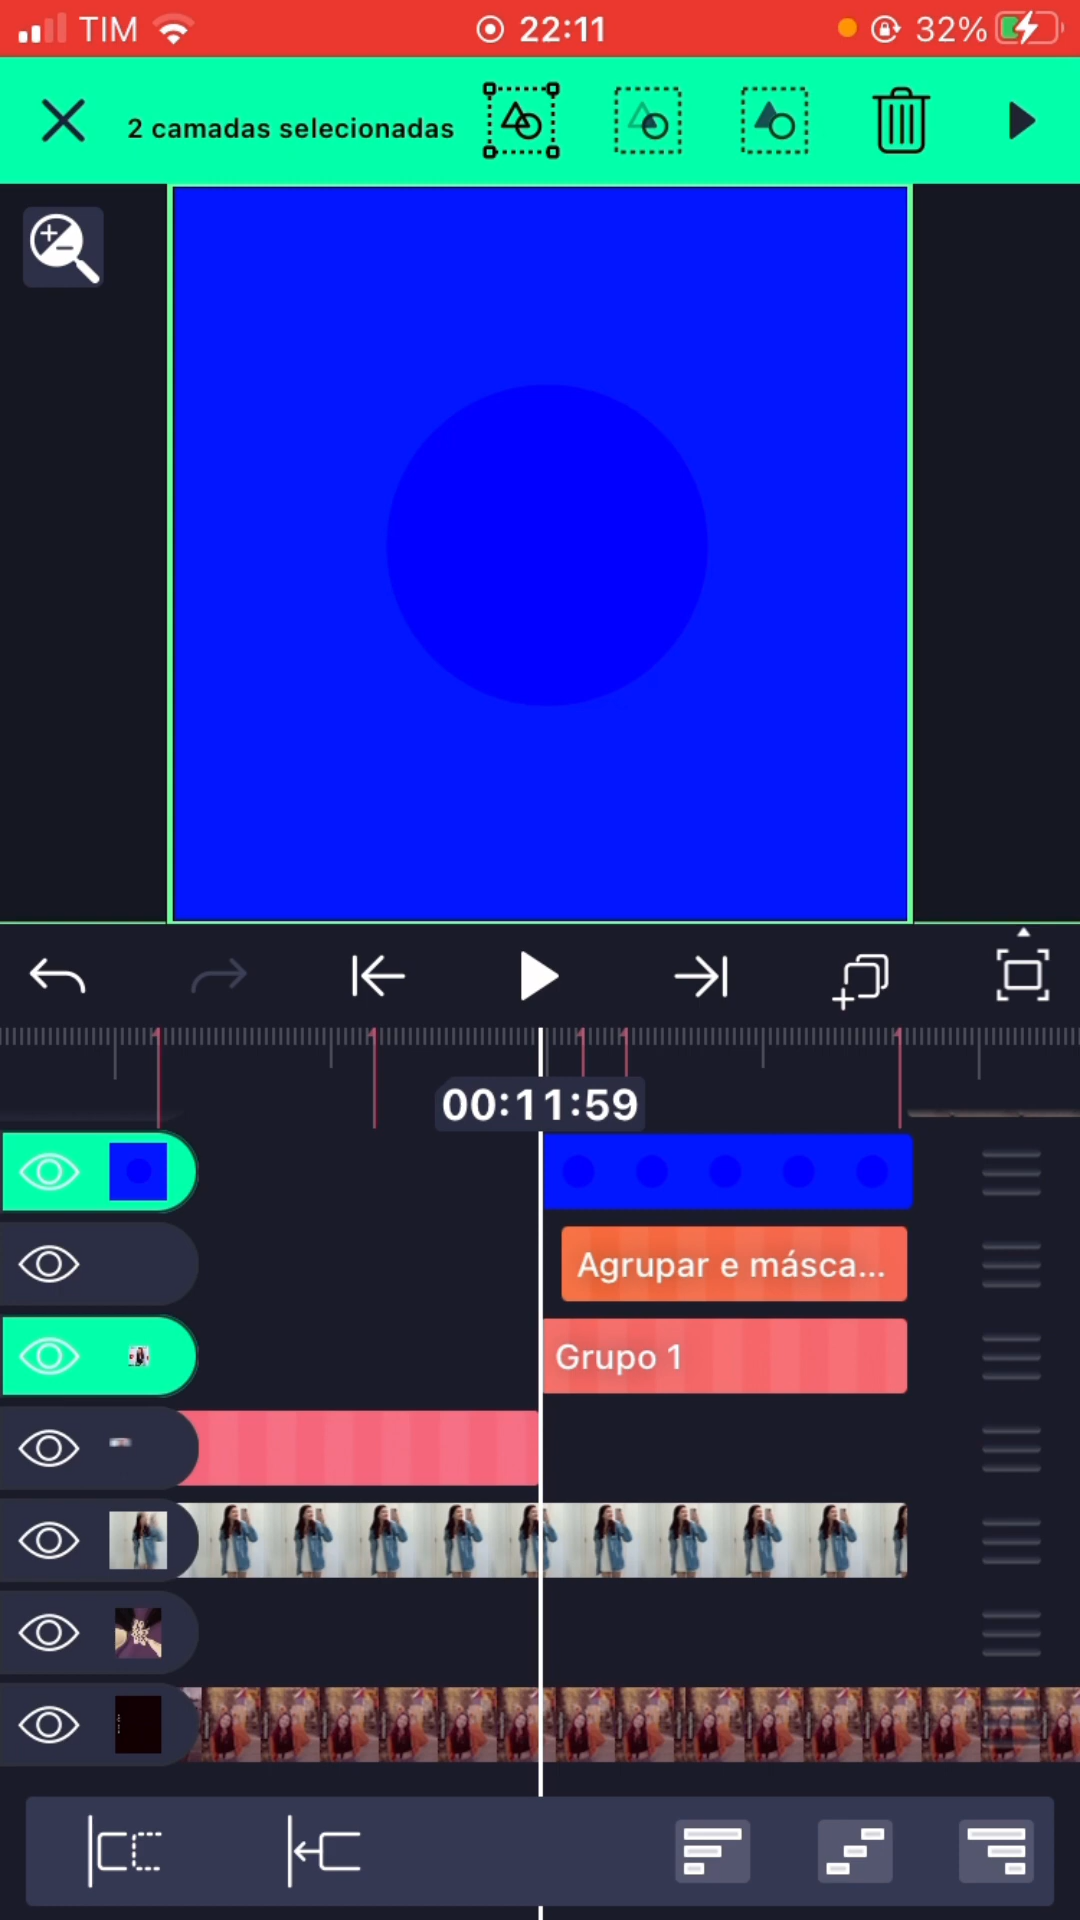 TIM 22:11 32%
2 camadas selecionadas
00:11:59
Agrupar e másca...
Grupo 1